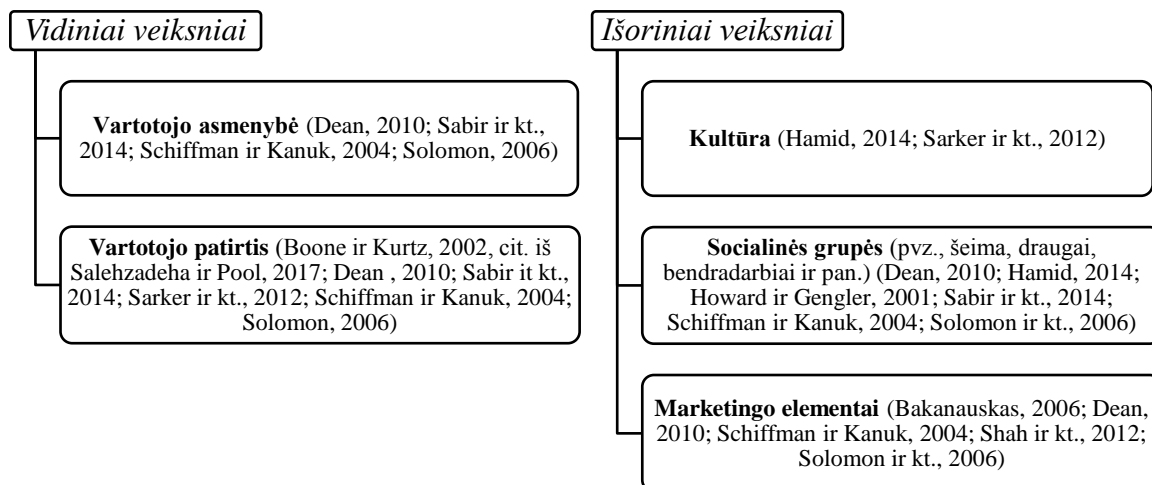 Vidiniai veiksniai
Vartotojo asmenybė (Dean, 2010; Sabir ir kt.,
2014; Schiffman ir Kanuk, 2004; Solomon, 2006)
Vartotojo patirtis (Boone ir Kurtz, 2002, cit. iš
Salehzadeha ir Pool, 2017; Dean , 2010; Sabir it kt.,
2014; Sarker ir kt., 2012; Schiffman ir Kanuk, 2004;
Solomon, 2006)
Išoriniai veiksniai
Kultūra (Hamid, 2014; Sarker ir kt., 2012)
Socialinės grupės (pvz., šeima, draugai,
bendradarbiai ir pan.) (Dean, 2010; Hamid, 2014;
Howard ir Gengler, 2001; Sabir ir kt., 2014;
Schiffman ir Kanuk, 2004; Solomon ir kt., 2006)
Marketingo elementai (Bakanauskas, 2006; Dean,
2010; Schiffman ir Kanuk, 2004; Shah ir kt., 2012;
Solomon ir kt., 2006)